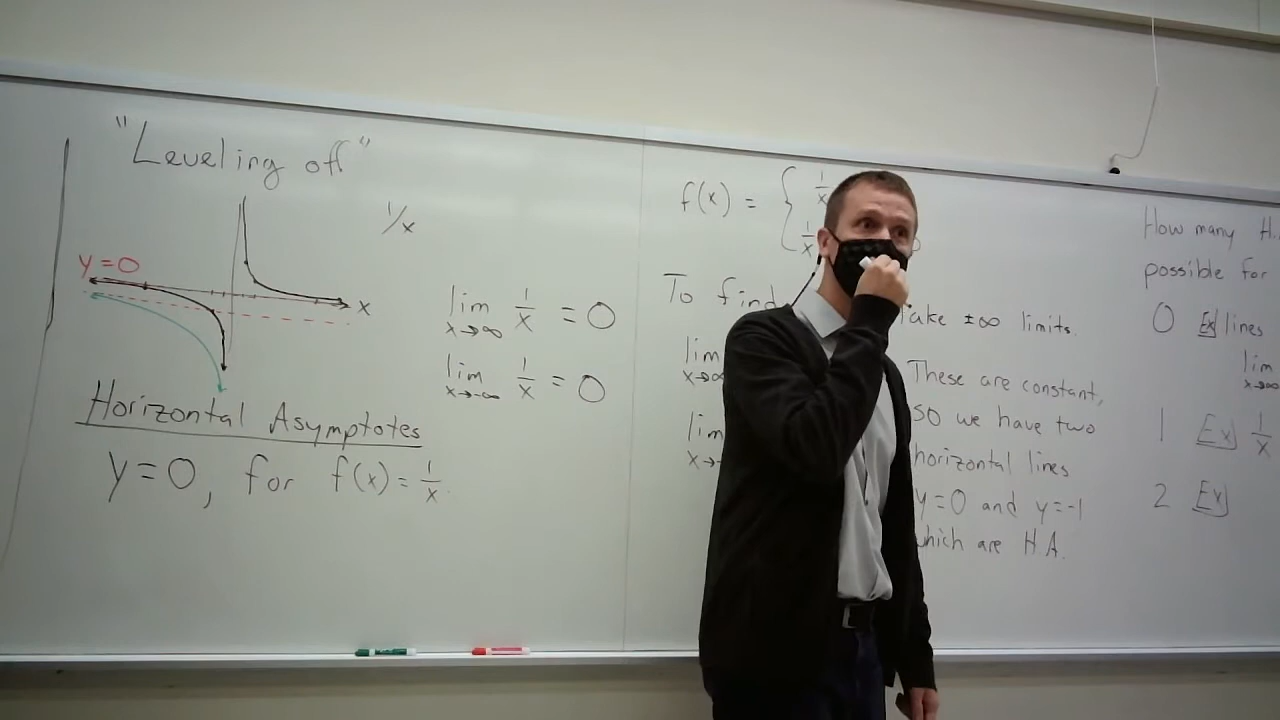 "Leveling off"
1/x
y=0
x
lim x→∞ 1/x = 0
lim x→-∞ 1/x = 0
Horizontal Asymptotes
y=0, for f(x)= 1/x.
f(x) = { 1/x
1/x
To find
Take ±∞ limits.
lim x→∞
lim x→-
These are constant,
so we have two
horizontal lines
y=0 and y=-1
which are H.A.
How many H.
possible for
0 Ex lines
lim x→∞
1 Ex 1/x
2 Ex